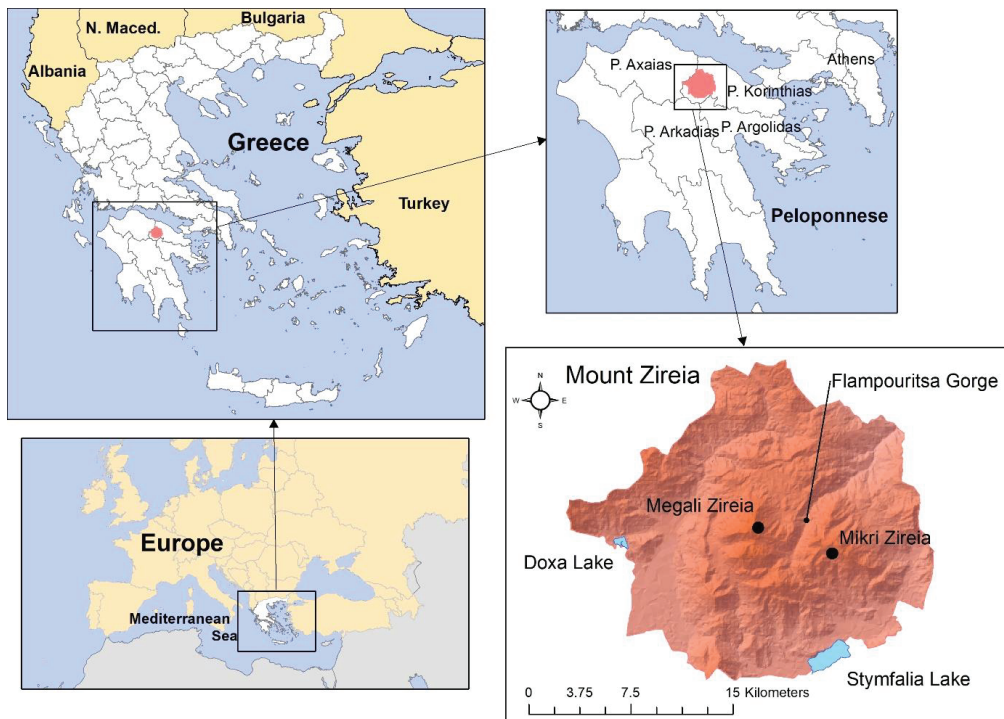 Bulgaria
N. Maced.
Albania
Greece
Turkey
P. Axaias
Athens
P. Korinthias
P. Arkadias
P. Argolidas
Peloponnese
Europe
Mediterranean
Sea
Mount Zireia
N
W E
S
Flampouritsa Gorge
Megali Zireia
Mikri Zireia
Doxa Lake
Stymfalia Lake
0 3.75 7.5 15 Kilometers